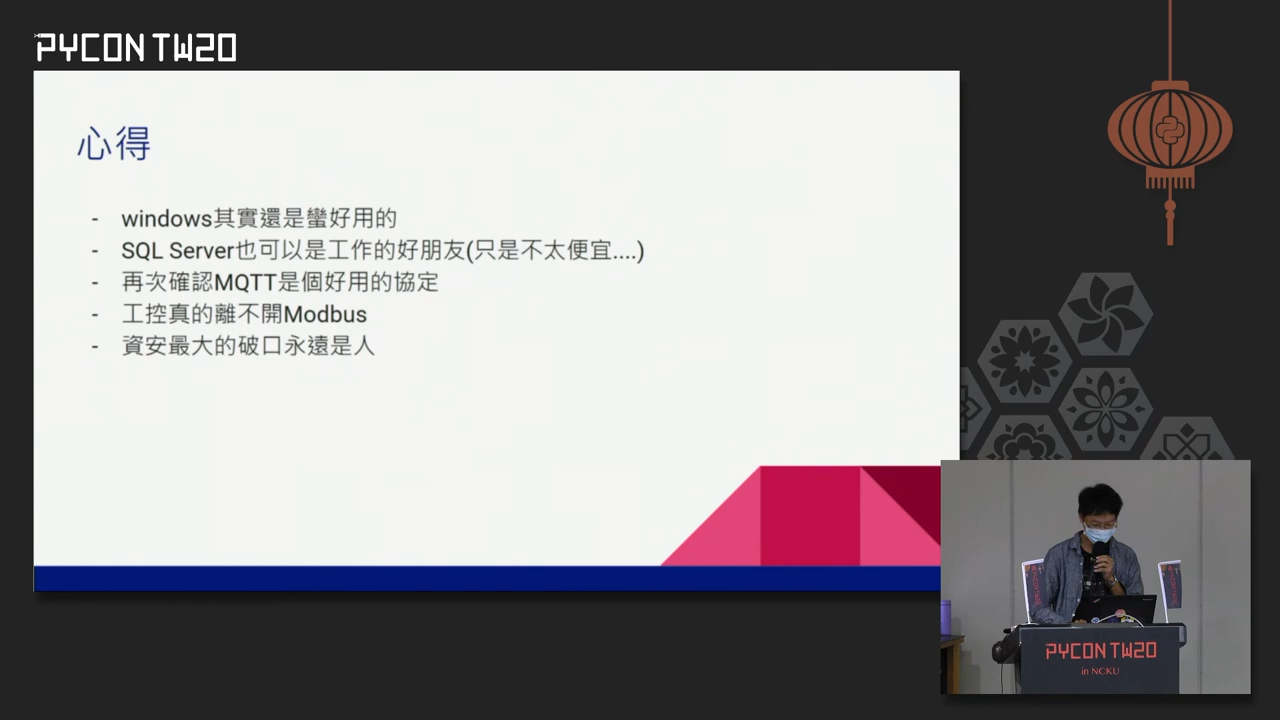 PYCON TW20
心得
- windows其實還是蠻好用的
- SQL Server也可以是工作的好朋友(只是不太便宜....)
- 再次確認MQTT是個好用的協定
- 工控真的離不開Modbus
- 資安最大的破口永遠是人
PYCON TW20
in NCKU